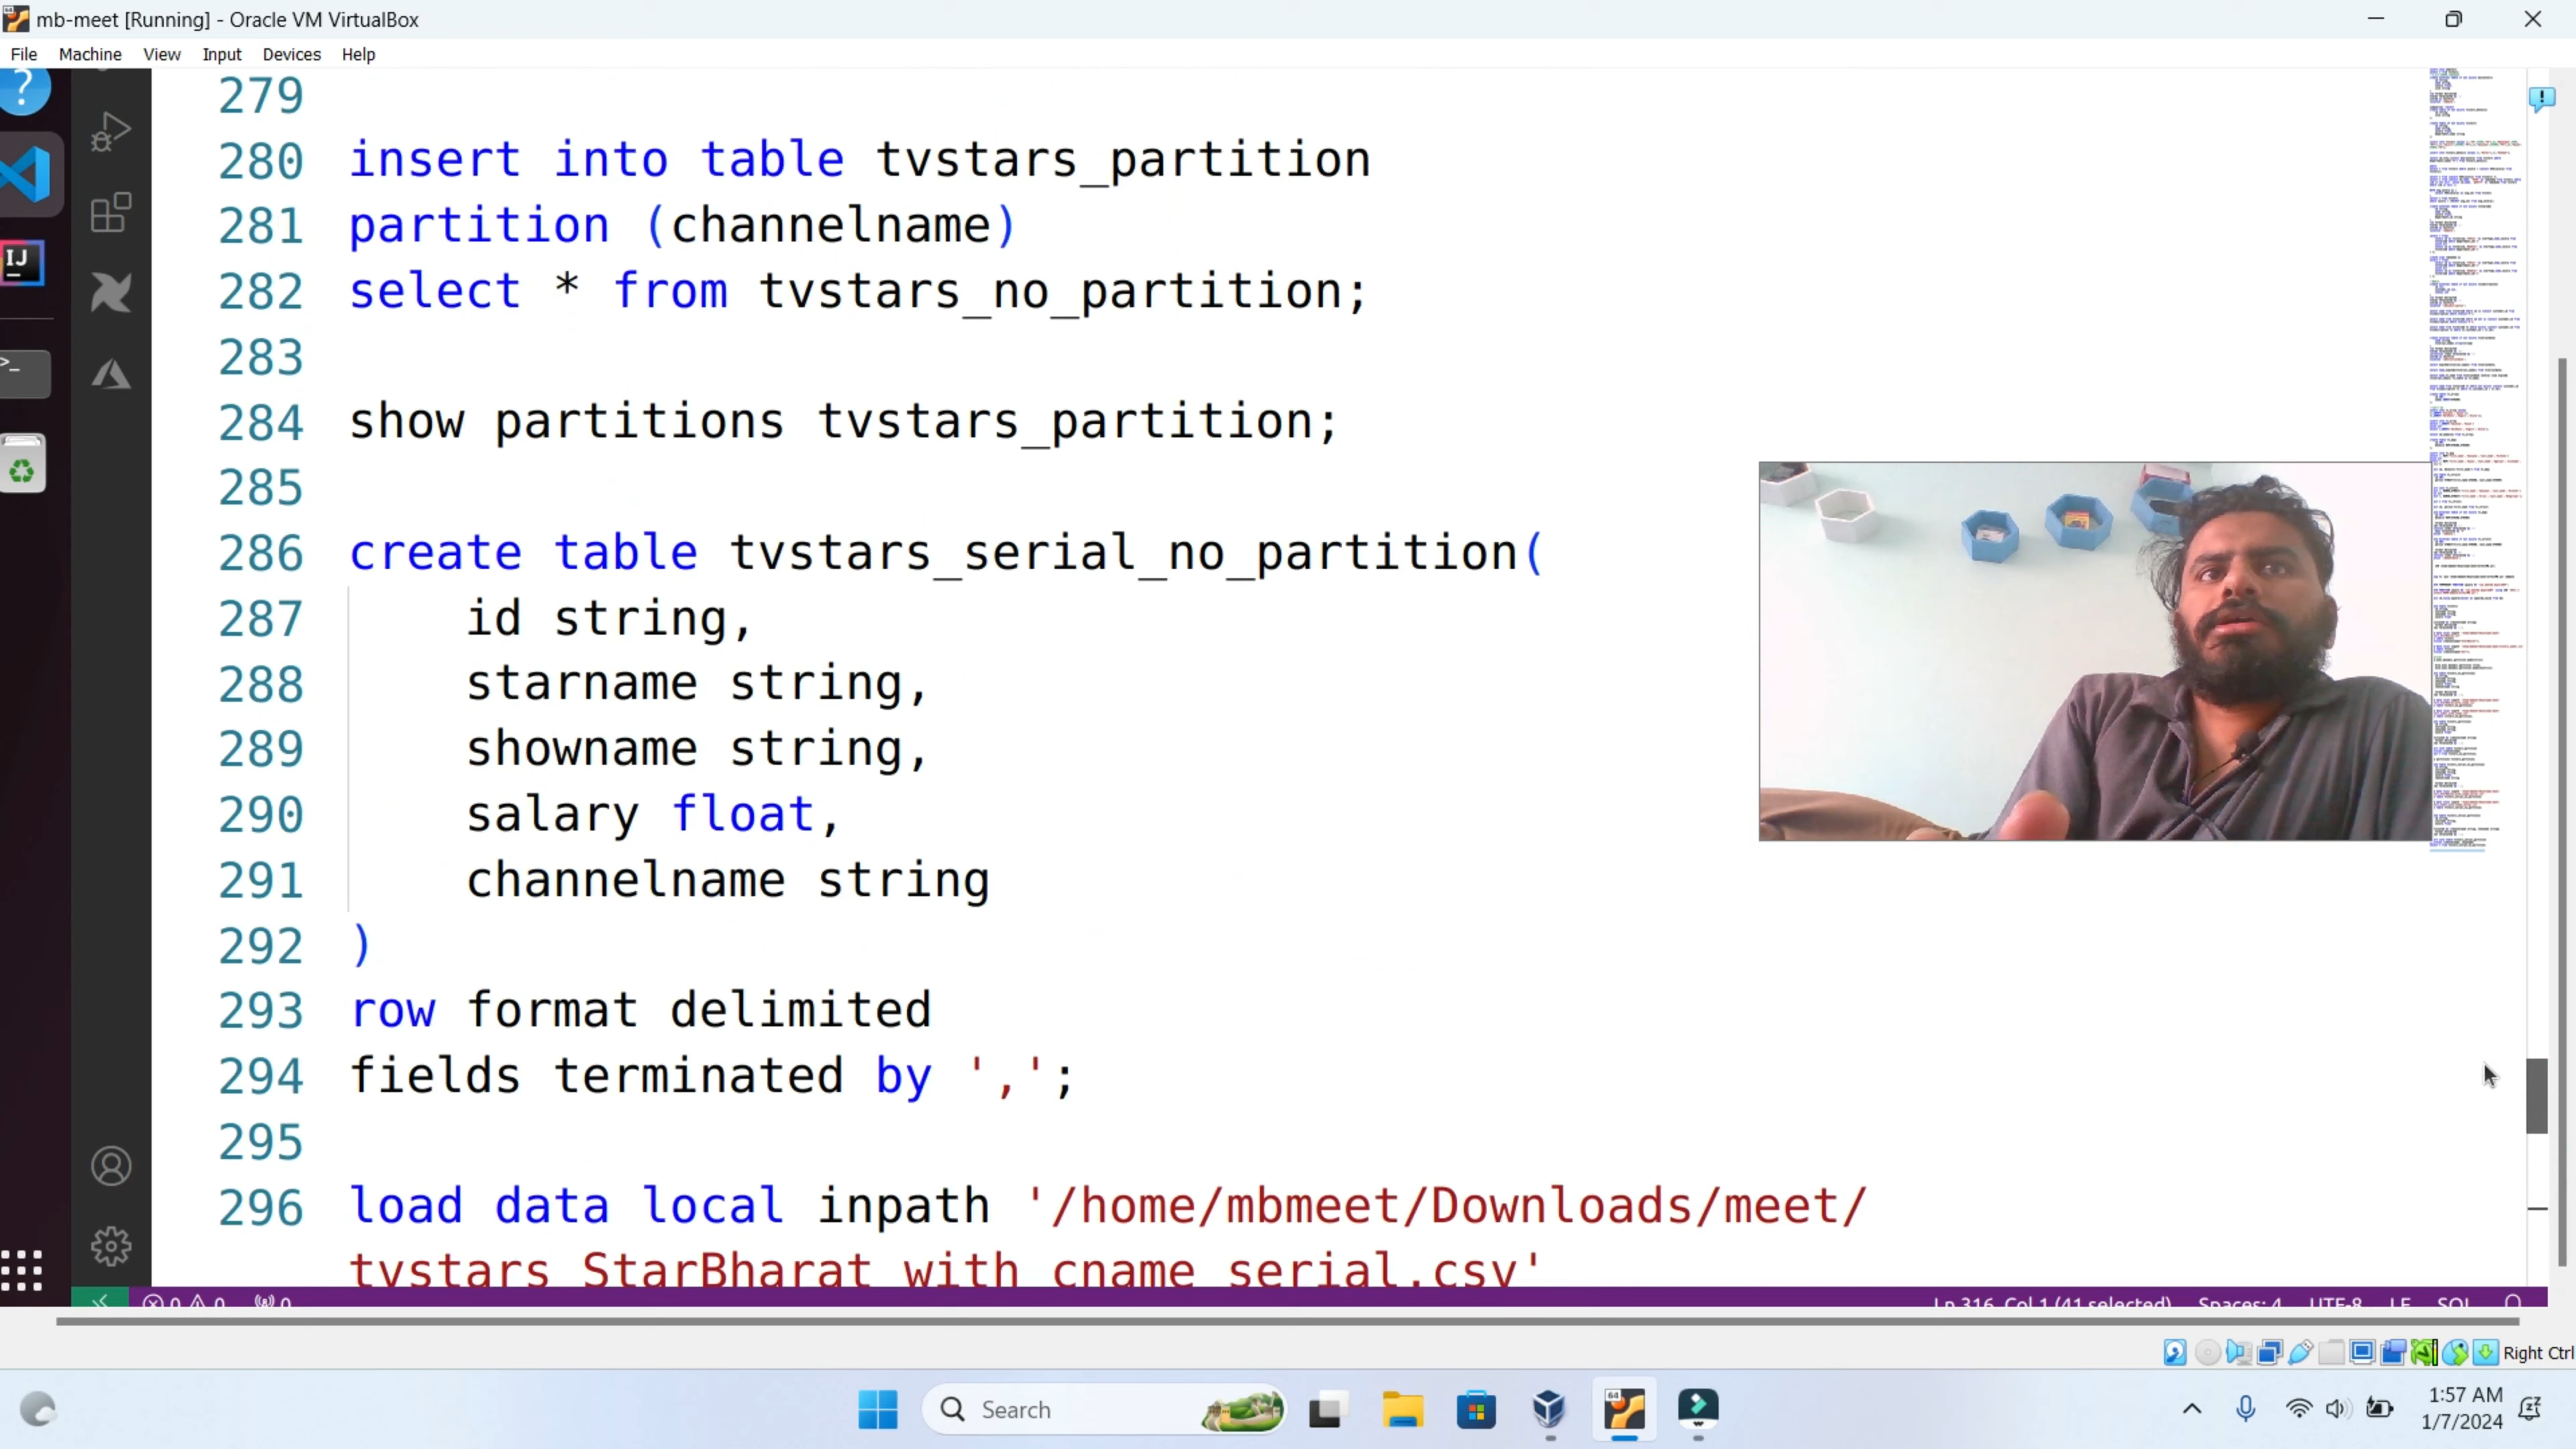 mb-meet [Running] - Oracle VM VirtualBox
File Machine View Input Devices Help
279
280 insert into table tvstars_partition
281 partition (channelname)
282 select * from tvstars_no_partition;
283
284 show partitions tvstars_partition;
285
286 create table tvstars_serial_no_partition(
287 id string,
288 starname string,
289 showname string,
290 salary float,
291 channelname string
292 )
293 row format delimited
294 fields terminated by ',';
295
296 load data local inpath '/home/mbmeet/Downloads/meet/
tvstars_StarBharat_with_cname_serial.csv'
0 0 0 Ln 316, Col 1 (41 selected) Spaces: 4 UTF-8 LF SQL
Right Ctrl
Search
1:57 AM
1/7/2024